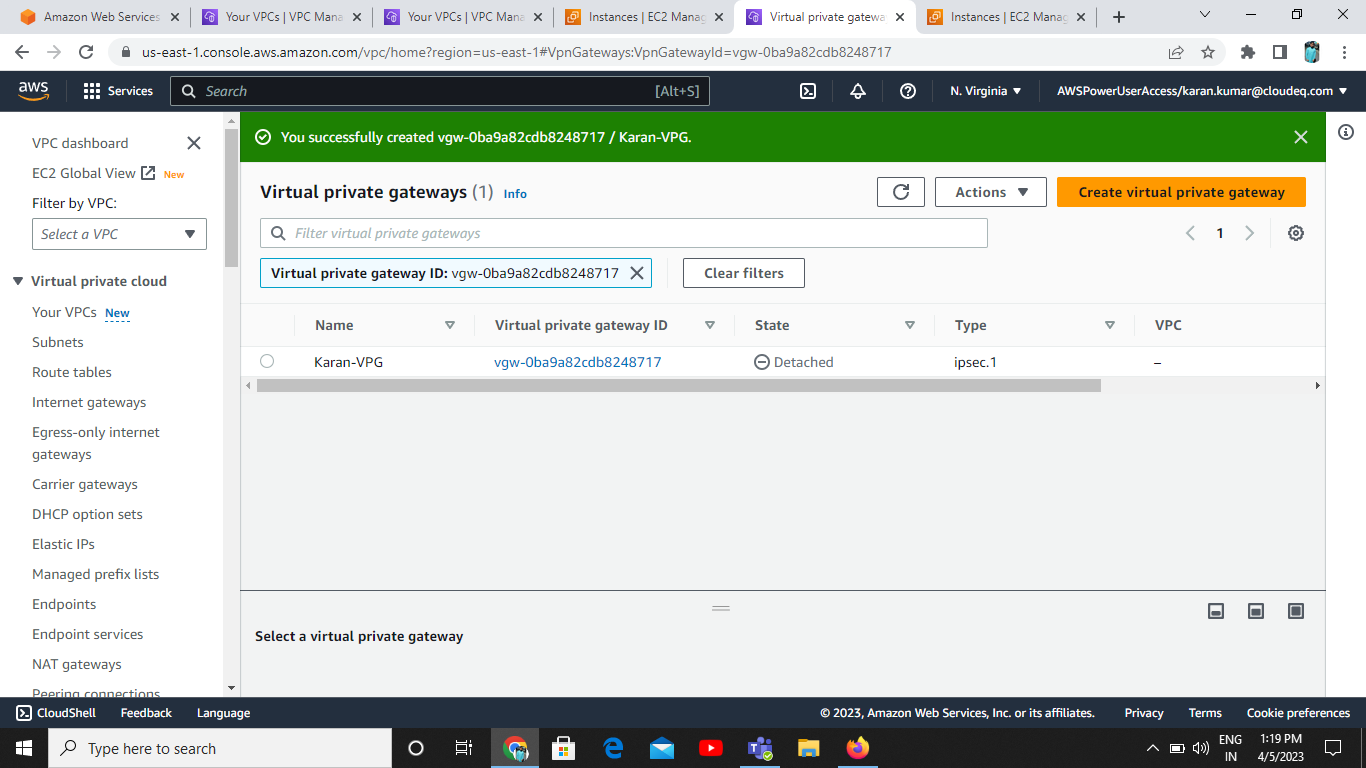 Amazon Web Services
Your VPCs | VPC Mana
Your VPCs | VPC Mana
Instances | EC2 Manag
Virtual private gateway
Instances | EC2 Manag
us-east-1.console.aws.amazon.com/vpc/home?region=us-east-1#VpnGateways:VpnGatewayId=vgw-0ba9a82cdb8248717
aws
Services
Search
[Alt+S]
N. Virginia
AWSPowerUserAccess/karan.kumar@cloudeq.com
VPC dashboard
EC2 Global View New
Filter by VPC:
Select a VPC
Virtual private cloud
Your VPCs New
Subnets
Route tables
Internet gateways
Egress-only internet
gateways
Carrier gateways
DHCP option sets
Elastic IPs
Managed prefix lists
Endpoints
Endpoint services
NAT gateways
Peering connections
You successfully created vgw-0ba9a82cdb8248717 / Karan-VPG.
Virtual private gateways (1) Info
Actions
Create virtual private gateway
Filter virtual private gateways
1
Virtual private gateway ID: vgw-0ba9a82cdb8248717
Clear filters
Name Virtual private gateway ID State Type VPC
Karan-VPG vgw-0ba9a82cdb8248717 Detached ipsec.1 –
Select a virtual private gateway
CloudShell Feedback Language
© 2023, Amazon Web Services, Inc. or its affiliates. Privacy Terms Cookie preferences
Type here to search
ENG
IN
1:19 PM
4/5/2023